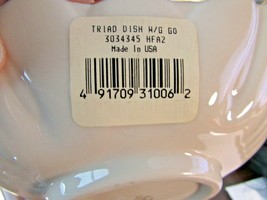 TRIAD DISH W/G GO
3034345 HFA2
Made In USA
4 91709 31006 2